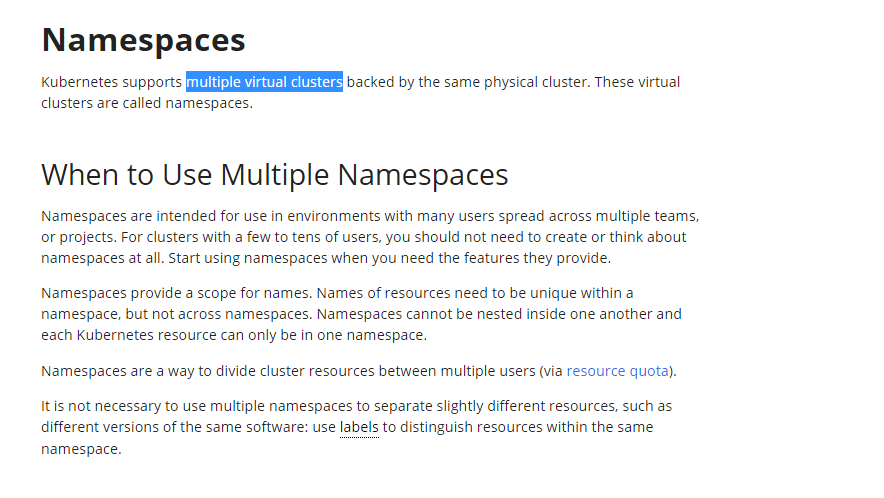 Namespaces
Kubernetes supports multiple virtual clusters backed by the same physical cluster. These virtual
clusters are called namespaces.
When to Use Multiple Namespaces
Namespaces are intended for use in environments with many users spread across multiple teams,
or projects. For clusters with a few to tens of users, you should not need to create or think about
namespaces at all. Start using namespaces when you need the features they provide.
Namespaces provide a scope for names. Names of resources need to be unique within a
namespace, but not across namespaces. Namespaces cannot be nested inside one another and
each Kubernetes resource can only be in one namespace.
Namespaces are a way to divide cluster resources between multiple users (via resource quota).
It is not necessary to use multiple namespaces to separate slightly different resources, such as
different versions of the same software: use labels to distinguish resources within the same
namespace.